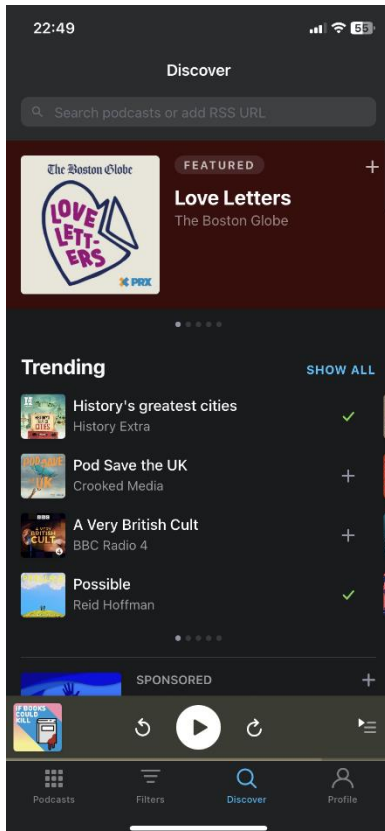 22:49
55
Discover
Search podcasts or add RSS URL
The Boston Globe
LOVE
LETT-
ERS
PRX
FEATURED
Love Letters
The Boston Globe
Trending
SHOW ALL
History's greatest cities
History Extra
Pod Save the UK
Crooked Media
A Very British Cult
BBC Radio 4
Possible
Reid Hoffman
SPONSORED
IF BOOKS
COULD
KILL
Podcasts
Filters
Discover
Profile